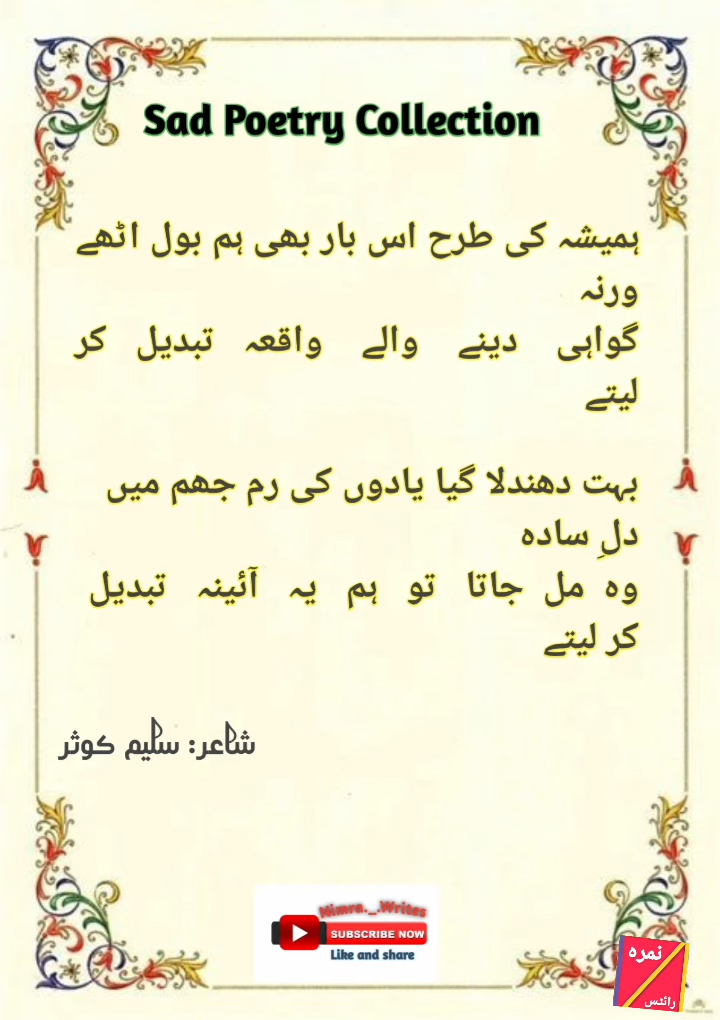 Sad Poetry Collection
ہمیشہ کی طرح اس بار بھی ہم بول اٹھے
ورنہ
گواہی دینے والے واقعہ تبدیل کر
لیتے
بہت دھندلا گیا یادوں کی رم جھم میں
دلِ سادہ
وہ مل جاتا تو ہم یہ آئینہ تبدیل
کر لیتے
شاعر: سلیم کوثر
Nimra._.Writes
SUBSCRIBE NOW
Like and share
نمرہ
رائٹس